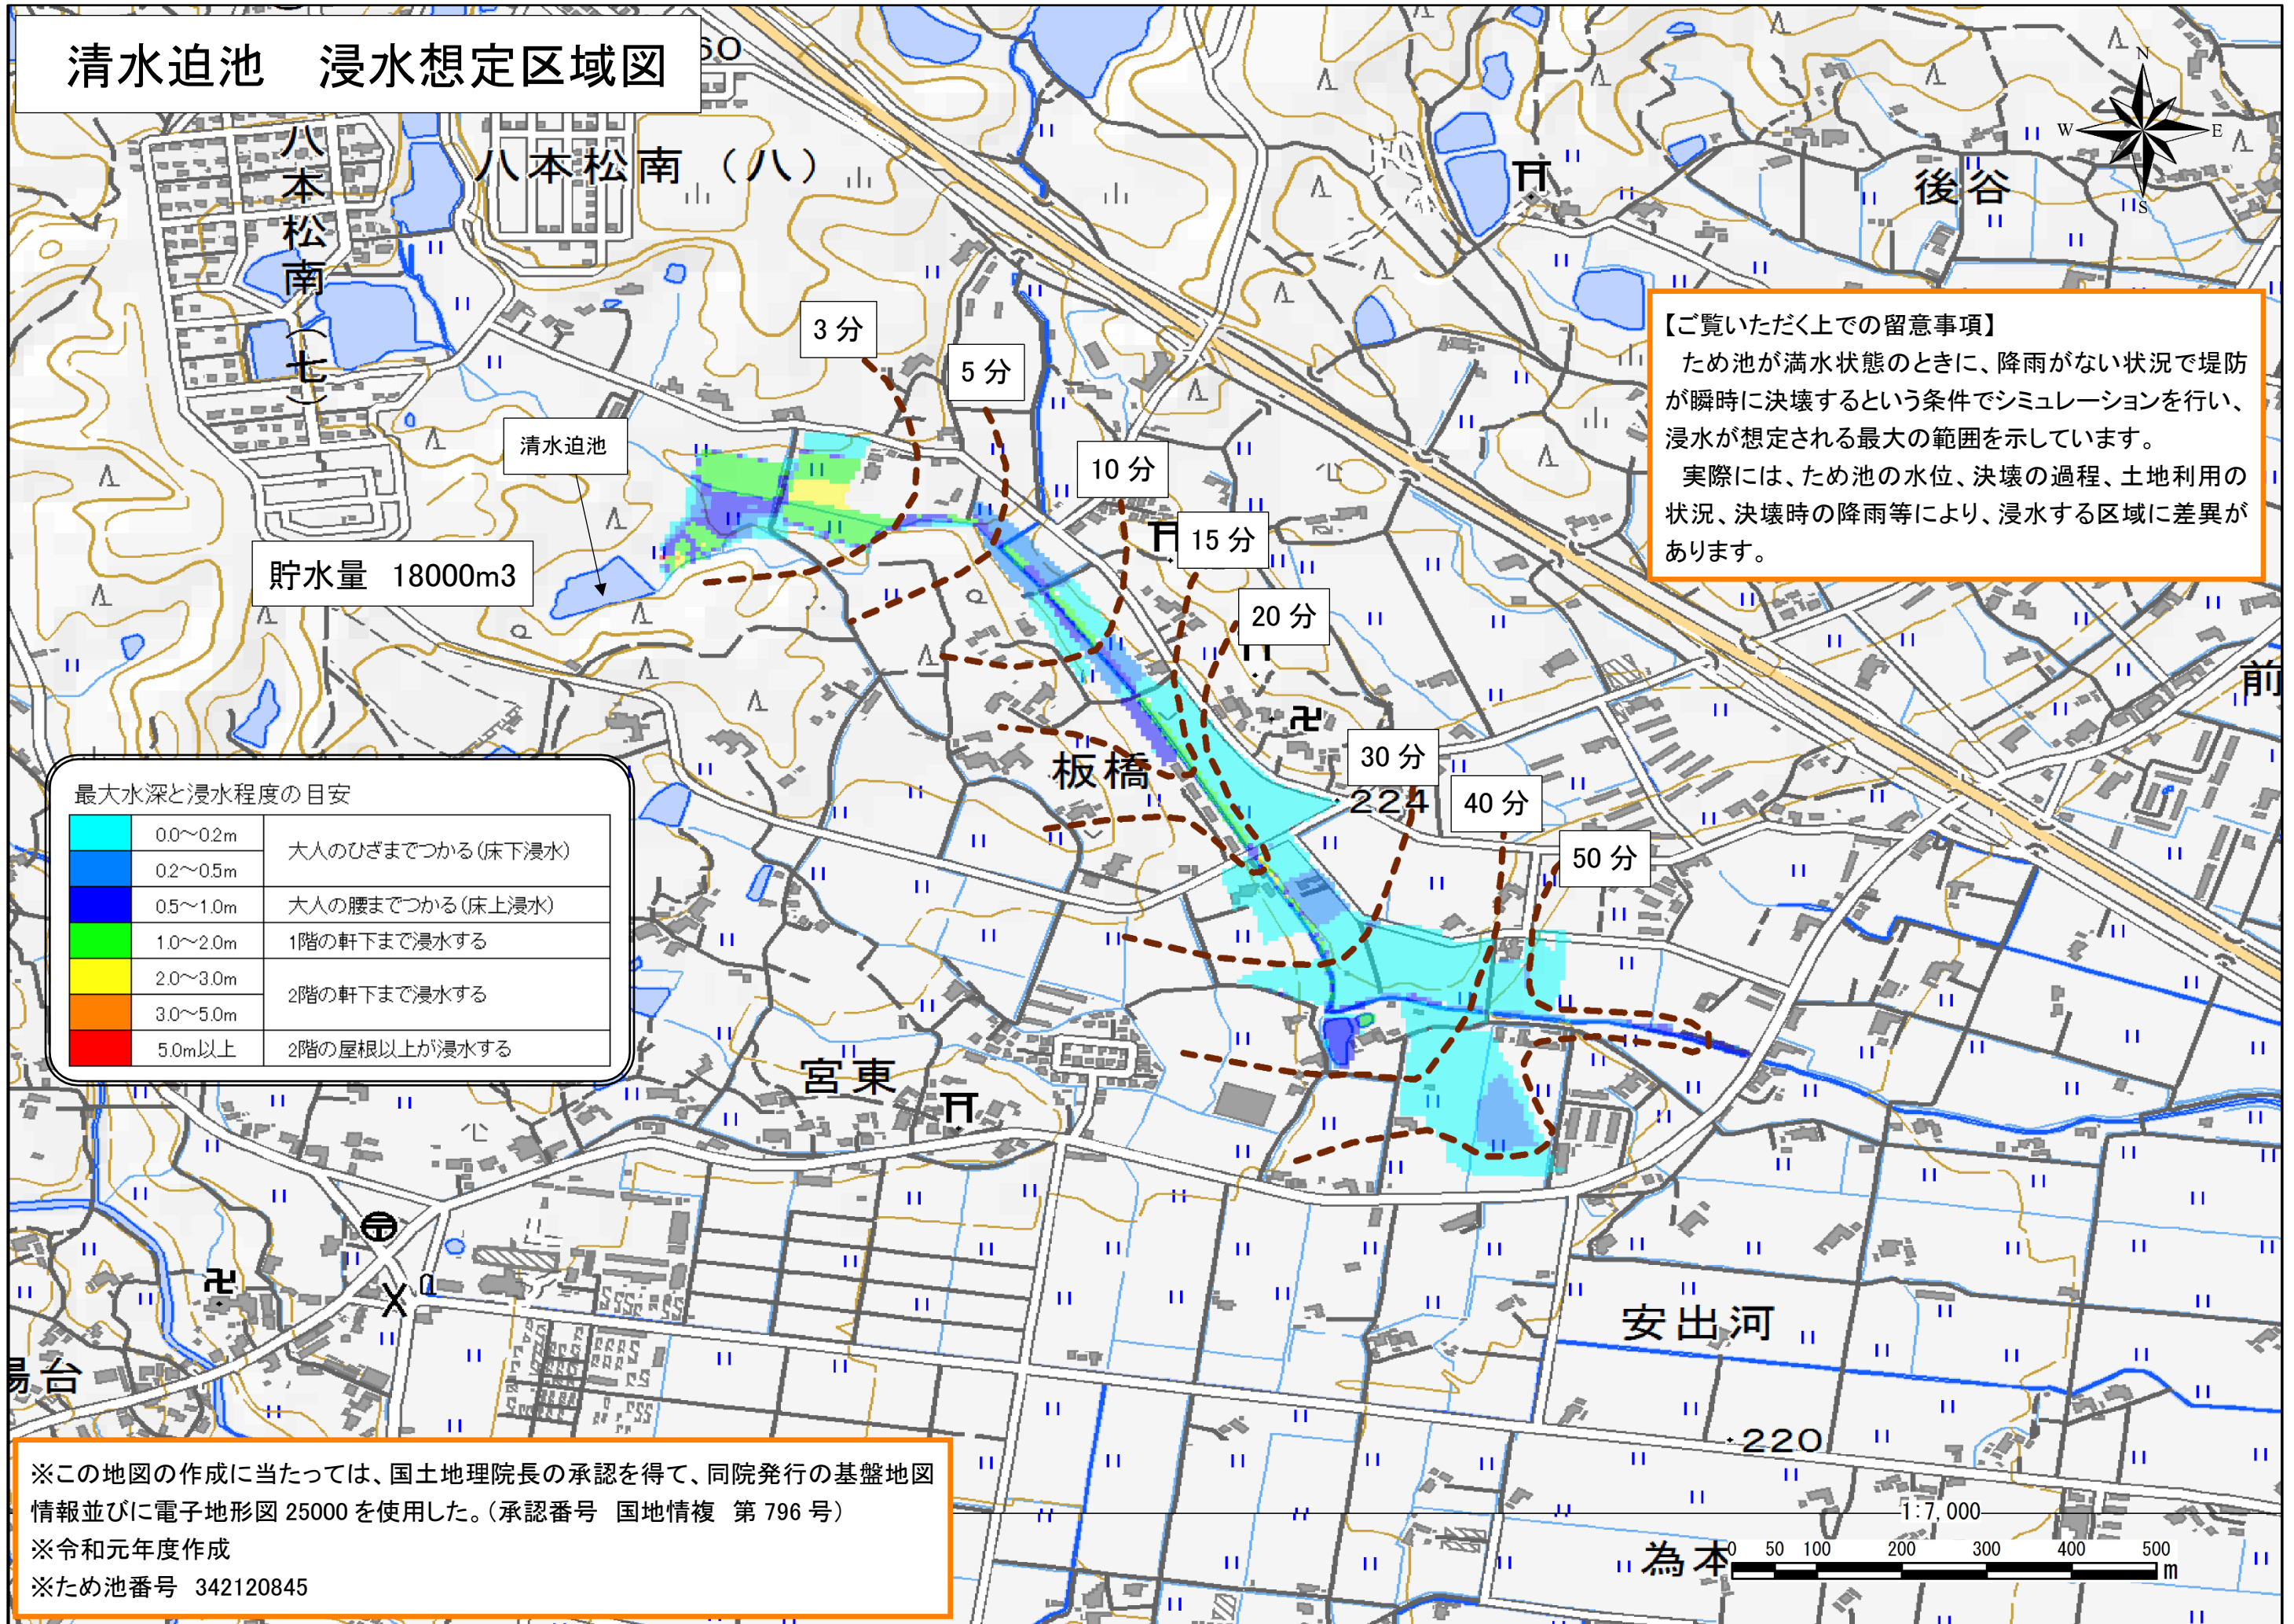 清水迫池　浸水想定区域図
60
八本松南（八）
八本松南（七）
後谷
N
W
E
S
3分
5分
10分
15分
20分
30分
40分
50分
清水迫池
貯水量　18000m3
【ご覧いただく上での留意事項】
ため池が満水状態のときに、降雨がない状況で堤防
が瞬時に決壊するという条件でシミュレーションを行い、
浸水が想定される最大の範囲を示しています。
実際には、ため池の水位、決壊の過程、土地利用の
状況、決壊時の降雨等により、浸水する区域に差異が
あります。
前
板橋
224
最大水深と浸水程度の目安
0.0～0.2m
大人のひざまでつかる(床下浸水)
0.2～0.5m
0.5～1.0m 大人の腰までつかる(床上浸水)
1.0～2.0m 1階の軒下まで浸水する
2.0～3.0m
2階の軒下まで浸水する
3.0～5.0m
5.0m以上 2階の屋根以上が浸水する
宮東
安出河
陽台
220
為本
※この地図の作成に当たっては、国土地理院長の承認を得て、同院発行の基盤地図
情報並びに電子地形図25000を使用した。（承認番号　国地情複　第796号）
※令和元年度作成
※ため池番号　342120845
1:7,000
0 50 100 200 300 400 500
m